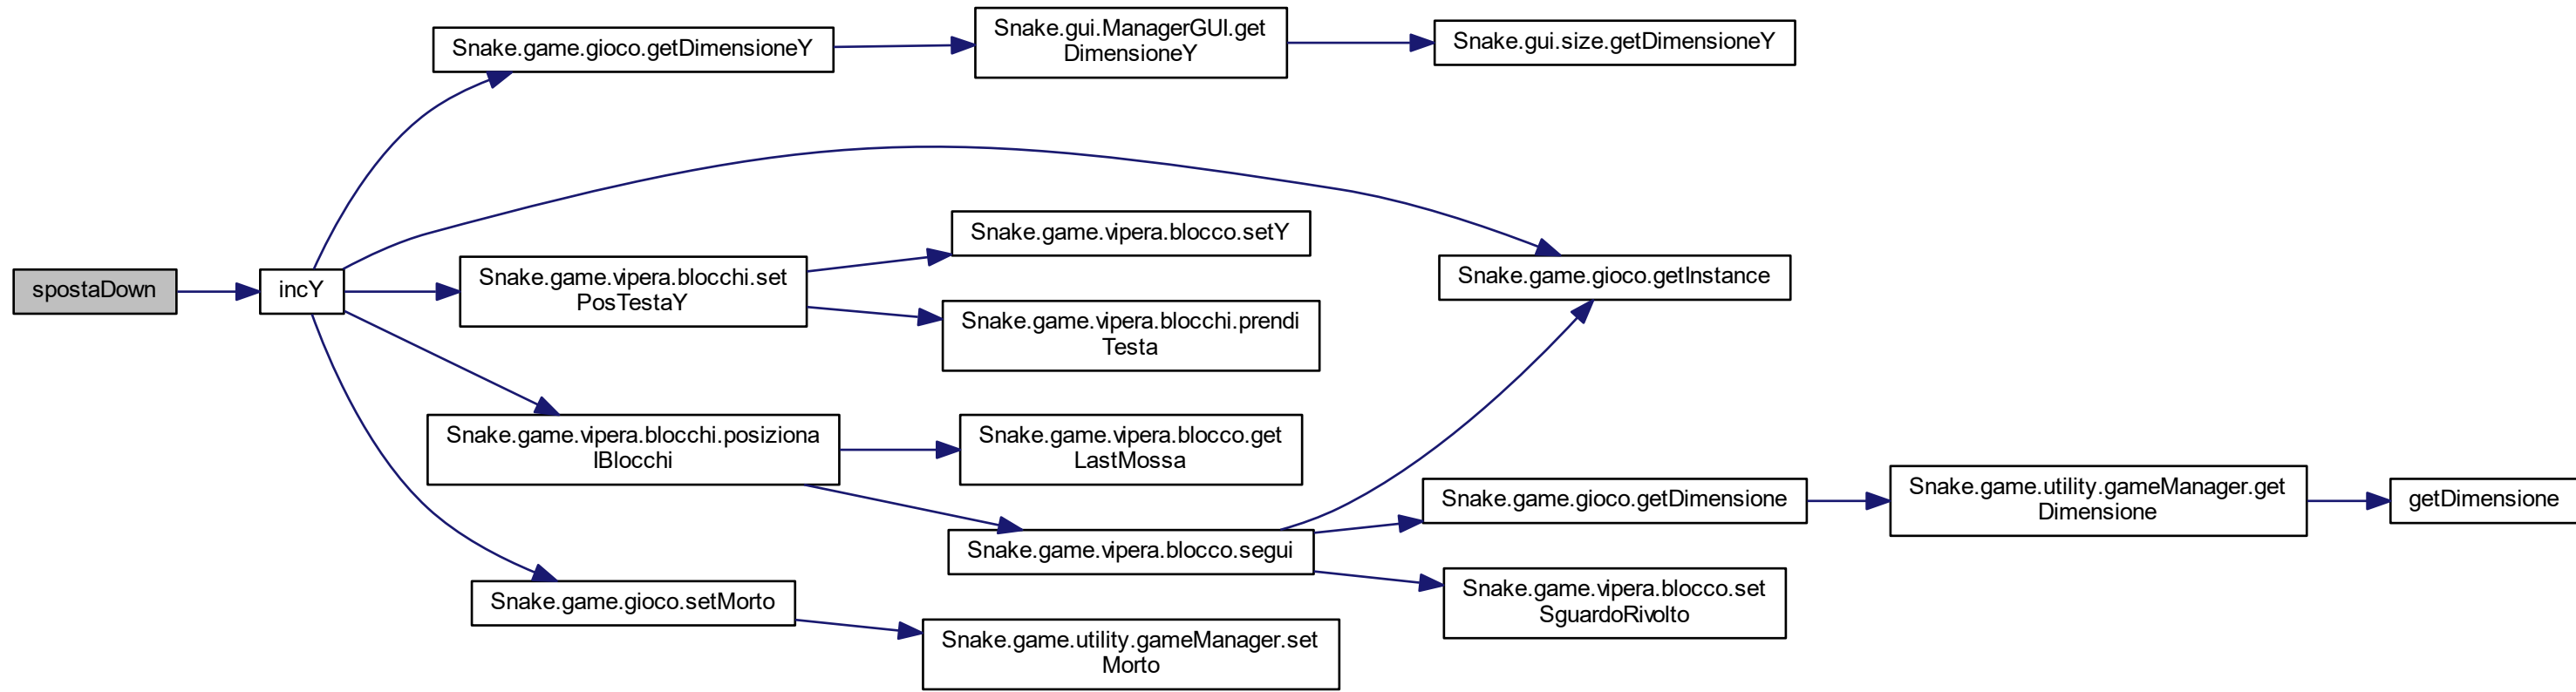 spostaDown
incY
Snake.game.gioco.getDimensioneY
Snake.gui.ManagerGUI.get
DimensioneY
Snake.gui.size.getDimensioneY
Snake.game.gioco.getInstance
Snake.game.vipera.blocchi.set
PosTestaY
Snake.game.vipera.blocco.setY
Snake.game.vipera.blocchi.prendi
Testa
Snake.game.vipera.blocchi.posiziona
IBlocchi
Snake.game.vipera.blocco.get
LastMossa
Snake.game.vipera.blocco.segui
Snake.game.gioco.getDimensione
Snake.game.utility.gameManager.get
Dimensione
getDimensione
Snake.game.vipera.blocco.set
SguardoRivolto
Snake.game.gioco.setMorto
Snake.game.utility.gameManager.set
Morto